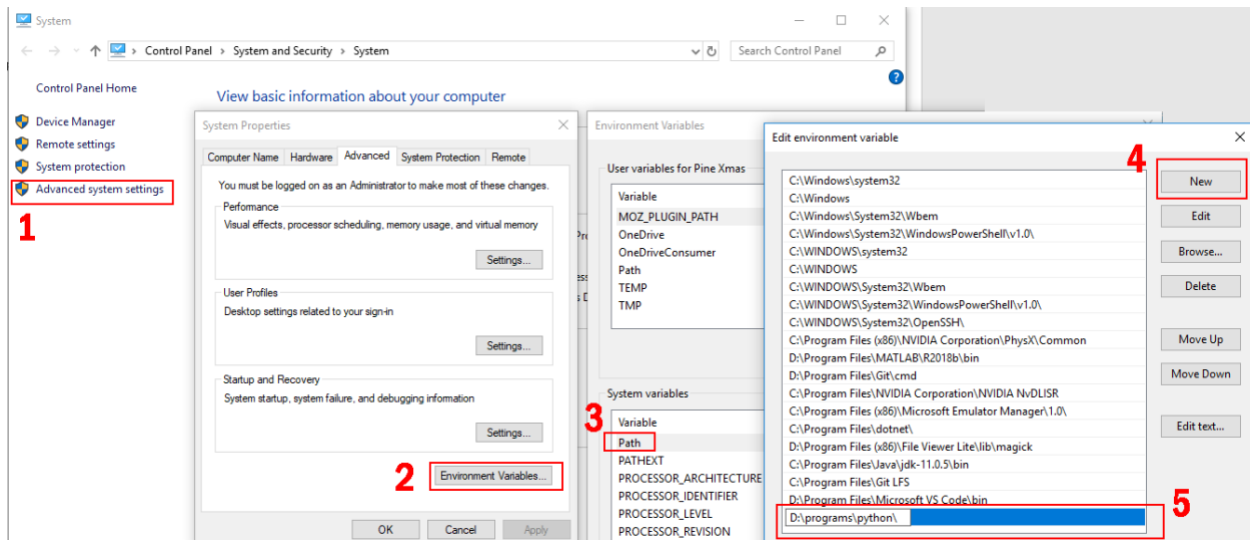 System
Control Panel > System and Security > System
Search Control Panel
Control Panel Home
Device Manager
Remote settings
System protection
Advanced system settings
1
View basic information about your computer
System Properties
Computer Name Hardware Advanced System Protection Remote
You must be logged on as an Administrator to make most of these changes.
Performance
Visual effects, processor scheduling, memory usage, and virtual memory
Settings...
User Profiles
Desktop settings related to your sign-in
Settings...
Startup and Recovery
System startup, system failure, and debugging information
Settings...
2
Environment Variables...
OK Cancel Apply
Environment Variables
User variables for Pine Xmas
Variable
MOZ_PLUGIN_PATH
OneDrive
OneDriveConsumer
Path
TEMP
TMP
System variables
3
Variable
Path
PATHEXT
PROCESSOR_ARCHITECTURE
PROCESSOR_IDENTIFIER
PROCESSOR_LEVEL
PROCESSOR_REVISION
Edit environment variable
C:\Windows\system32
C:\Windows
C:\Windows\System32\Wbem
C:\Windows\System32\WindowsPowerShell\v1.0\
C:\WINDOWS\system32
C:\WINDOWS
C:\WINDOWS\System32\Wbem
C:\WINDOWS\System32\WindowsPowerShell\v1.0\
C:\WINDOWS\System32\OpenSSH\
C:\Program Files (x86)\NVIDIA Corporation\PhysX\Common
D:\Program Files\MATLAB\R2018b\bin
D:\Program Files\Git\cmd
C:\Program Files\NVIDIA Corporation\NVIDIA NvDLISR
C:\Program Files (x86)\Microsoft Emulator Manager\1.0\
C:\Program Files\dotnet\
D:\Program Files (x86)\File Viewer Lite\lib\magick
C:\Program Files\Java\jdk-11.0.5\bin
C:\Program Files\Git LFS
D:\Program Files\Microsoft VS Code\bin
D:\programs\python\
4
New
Edit
Browse...
Delete
Move Up
Move Down
Edit text...
5